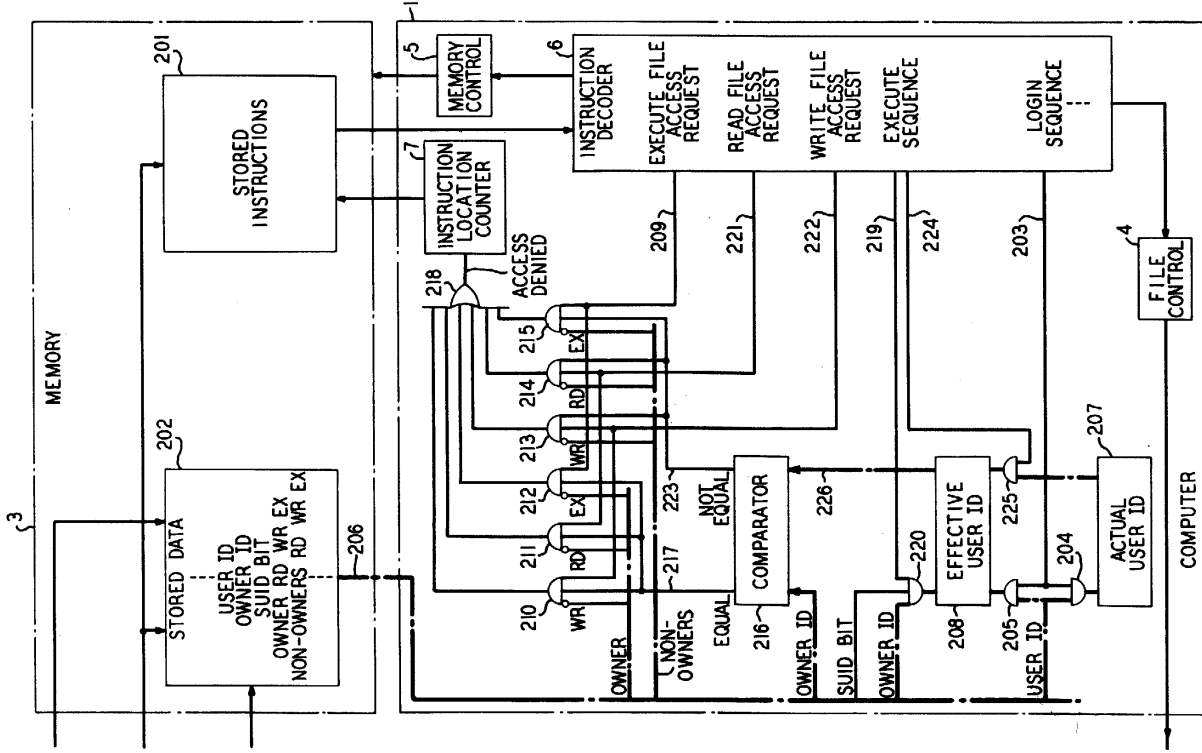 3
MEMORY
201
STORED
INSTRUCTIONS
202
STORED DATA
USER ID
OWNER ID
SUID BIT
OWNER RD WR EX
NON-OWNERS RD WR EX
206
1
5
MEMORY
CONTROL
6
INSTRUCTION
DECODER
EXECUTE FILE
ACCESS
REQUEST
READ FILE
ACCESS
REQUEST
WRITE FILE
ACCESS
REQUEST
EXECUTE
SEQUENCE
LOGIN
SEQUENCE
7
INSTRUCTION
LOCATION
COUNTER
218
ACCESS
DENIED
209
221
222
219
224
203
4
FILE
CONTROL
215
EX
214
RD
213
WR
212
EX
211
RD
210
WR
OWNER
NON-
OWNERS
217
EQUAL
223
NOT
EQUAL
COMPARATOR
216
226
OWNER ID
SUID BIT
OWNER ID
USER ID
220
EFFECTIVE
USER ID
208
225
205
204
207
ACTUAL
USER ID
COMPUTER